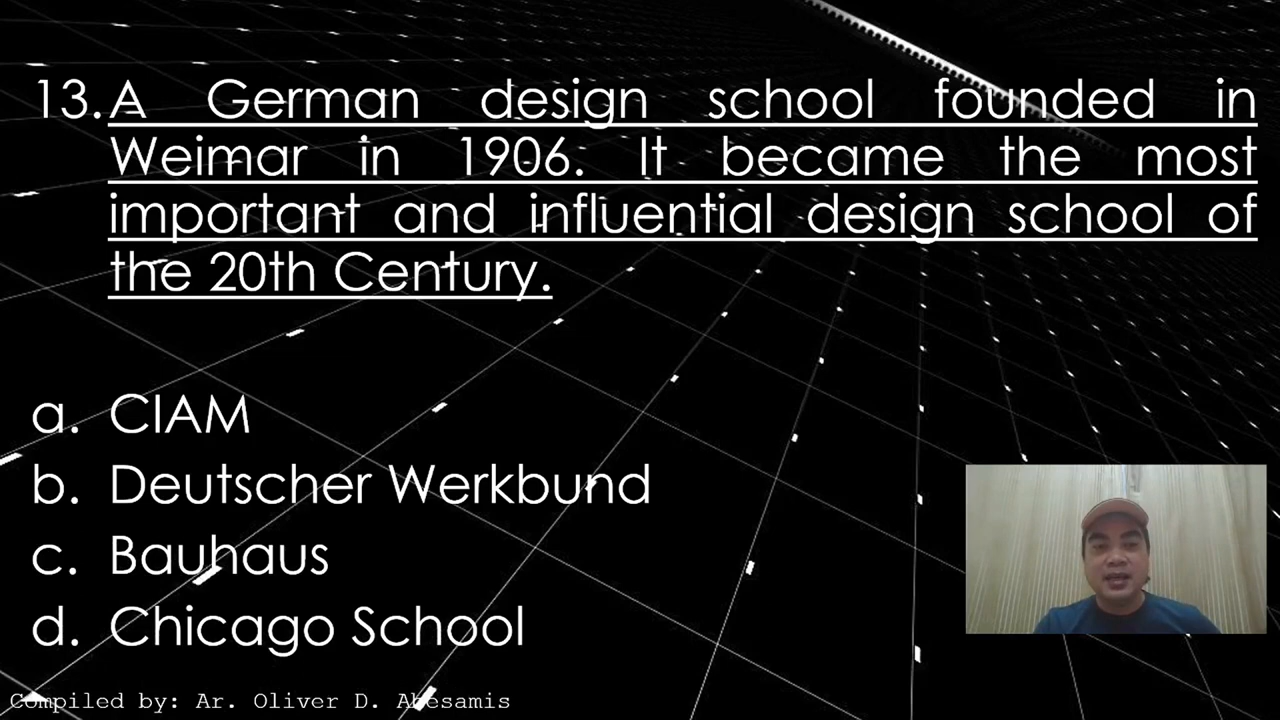 13. A German design school founded in
Weimar in 1906. It became the most
important and influential design school of
the 20th Century.
a. CIAM
b. Deutscher Werkbund
c. Bauhaus
d. Chicago School
Compiled by: Ar. Oliver D. Abesamis